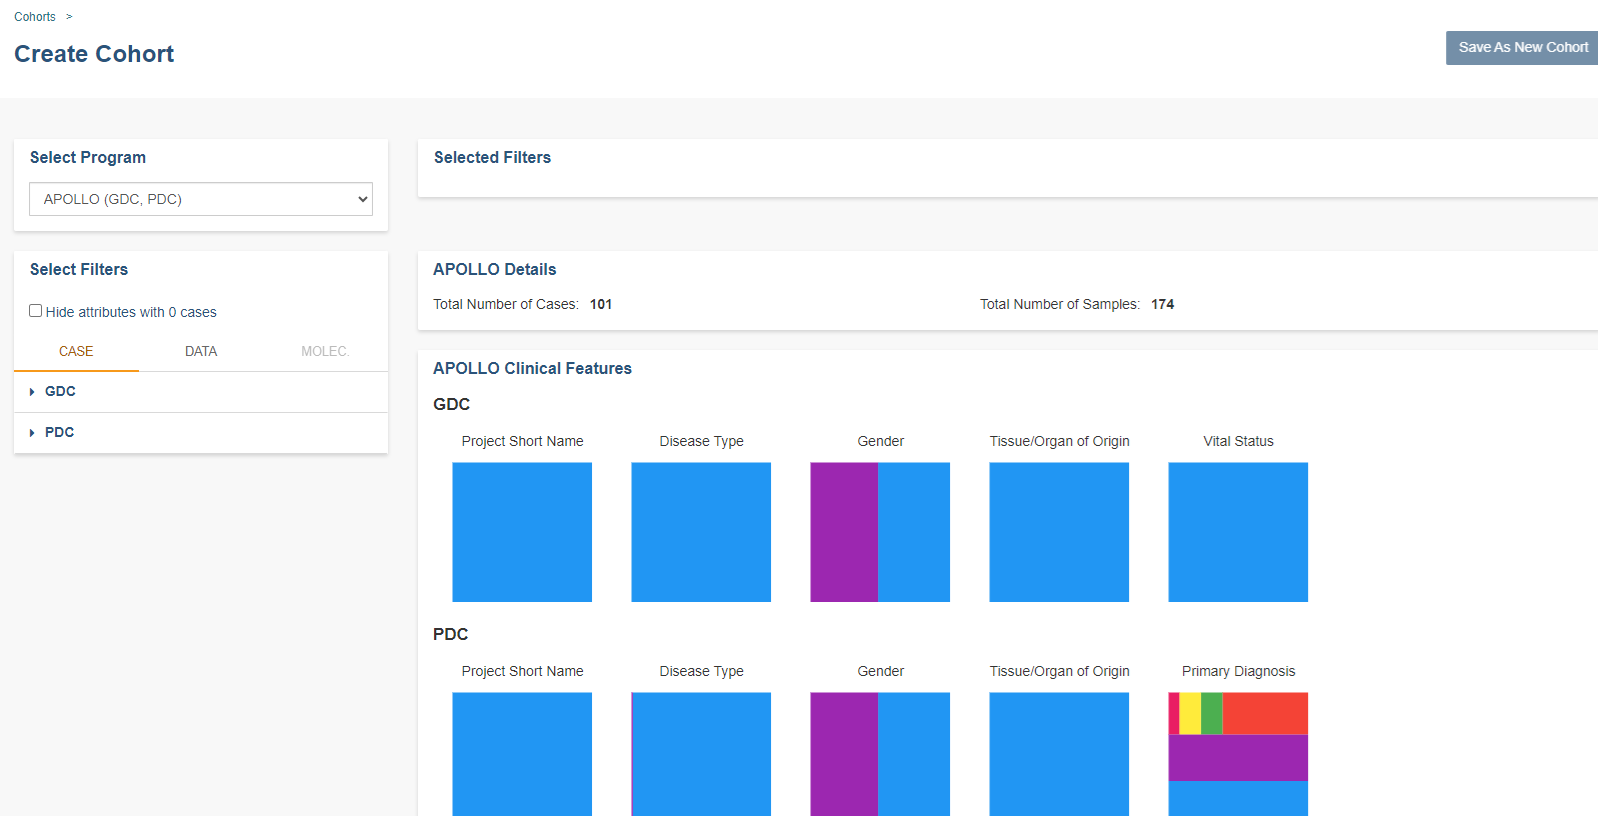 Cohorts >
Create Cohort
Save As New Cohort
Select Program
APOLLO (GDC, PDC)
Selected Filters
Select Filters
Hide attributes with 0 cases
CASE DATA MOLEC.
GDC
PDC
APOLLO Details
Total Number of Cases: 101 Total Number of Samples: 174
APOLLO Clinical Features
GDC
Project Short Name Disease Type Gender Tissue/Organ of Origin Vital Status
PDC
Project Short Name Disease Type Gender Tissue/Organ of Origin Primary Diagnosis